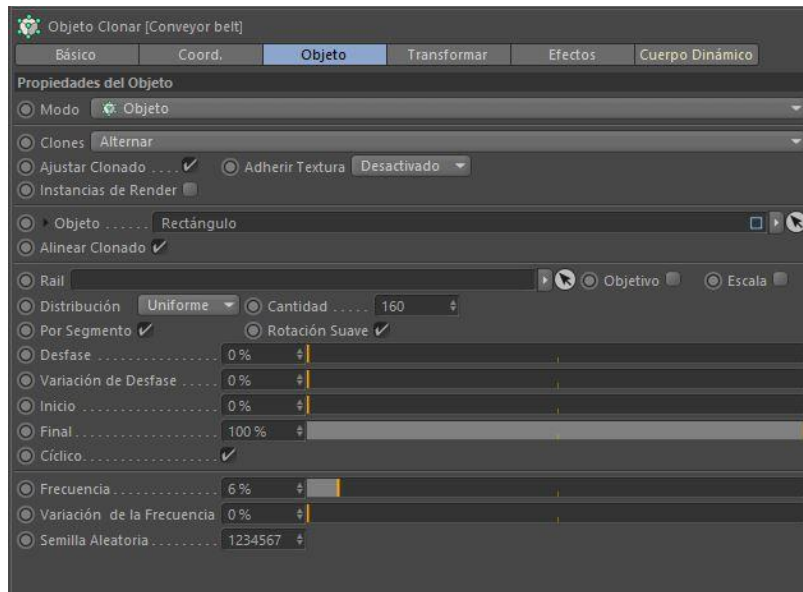 Objeto Clonar [Conveyor belt]
Básico Coord. Objeto Transformar Efectos Cuerpo Dinámico
Propiedades del Objeto
Modo Objeto
Clones Alternar
Ajustar Clonado .... Adherir Textura Desactivado
Instancias de Render
Objeto ...... Rectángulo
Alinear Clonado
Rail Objetivo Escala
Distribución Uniforme Cantidad ..... 160
Por Segmento Rotación Suave
Desfase ................ 0 %
Variación de Desfase ..... 0 %
Inicio ................. 0 %
Final .................. 100 %
Cíclico.................
Frecuencia ............. 6 %
Variación de la Frecuencia 0 %
Semilla Aleatoria ......... 1234567